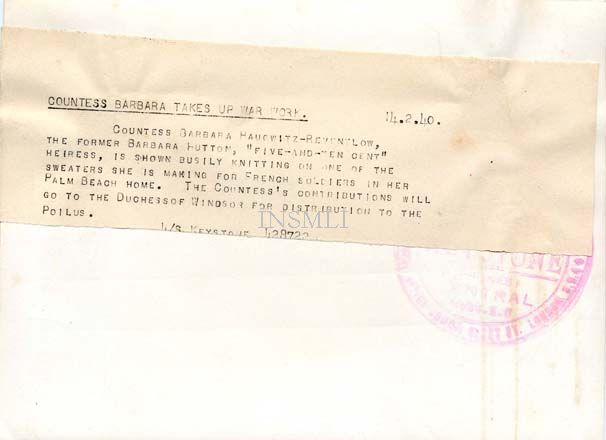 COUNTESS BARBARA TAKES UP WAR WORK. 14.2.40.
COUNTESS BARBARA HAUGWITZ-REVENTLOW,
THE FORMER BARBARA HUTTON, "FIVE-AND-TEN CENT"
HEIRESS, IS SHOWN BUSILY KNITTING ON ONE OF THE
SWEATERS SHE IS MAKING FOR FRENCH SOLDIERS IN HER
PALM BEACH HOME. THE COUNTESS'S CONTRIBUTIONS WILL
GO TO THE DUCHESSOF WINDSOR FOR DISTRIBUTION TO THE
POILUS.
INSMLI
KEYSTONE
LONDON